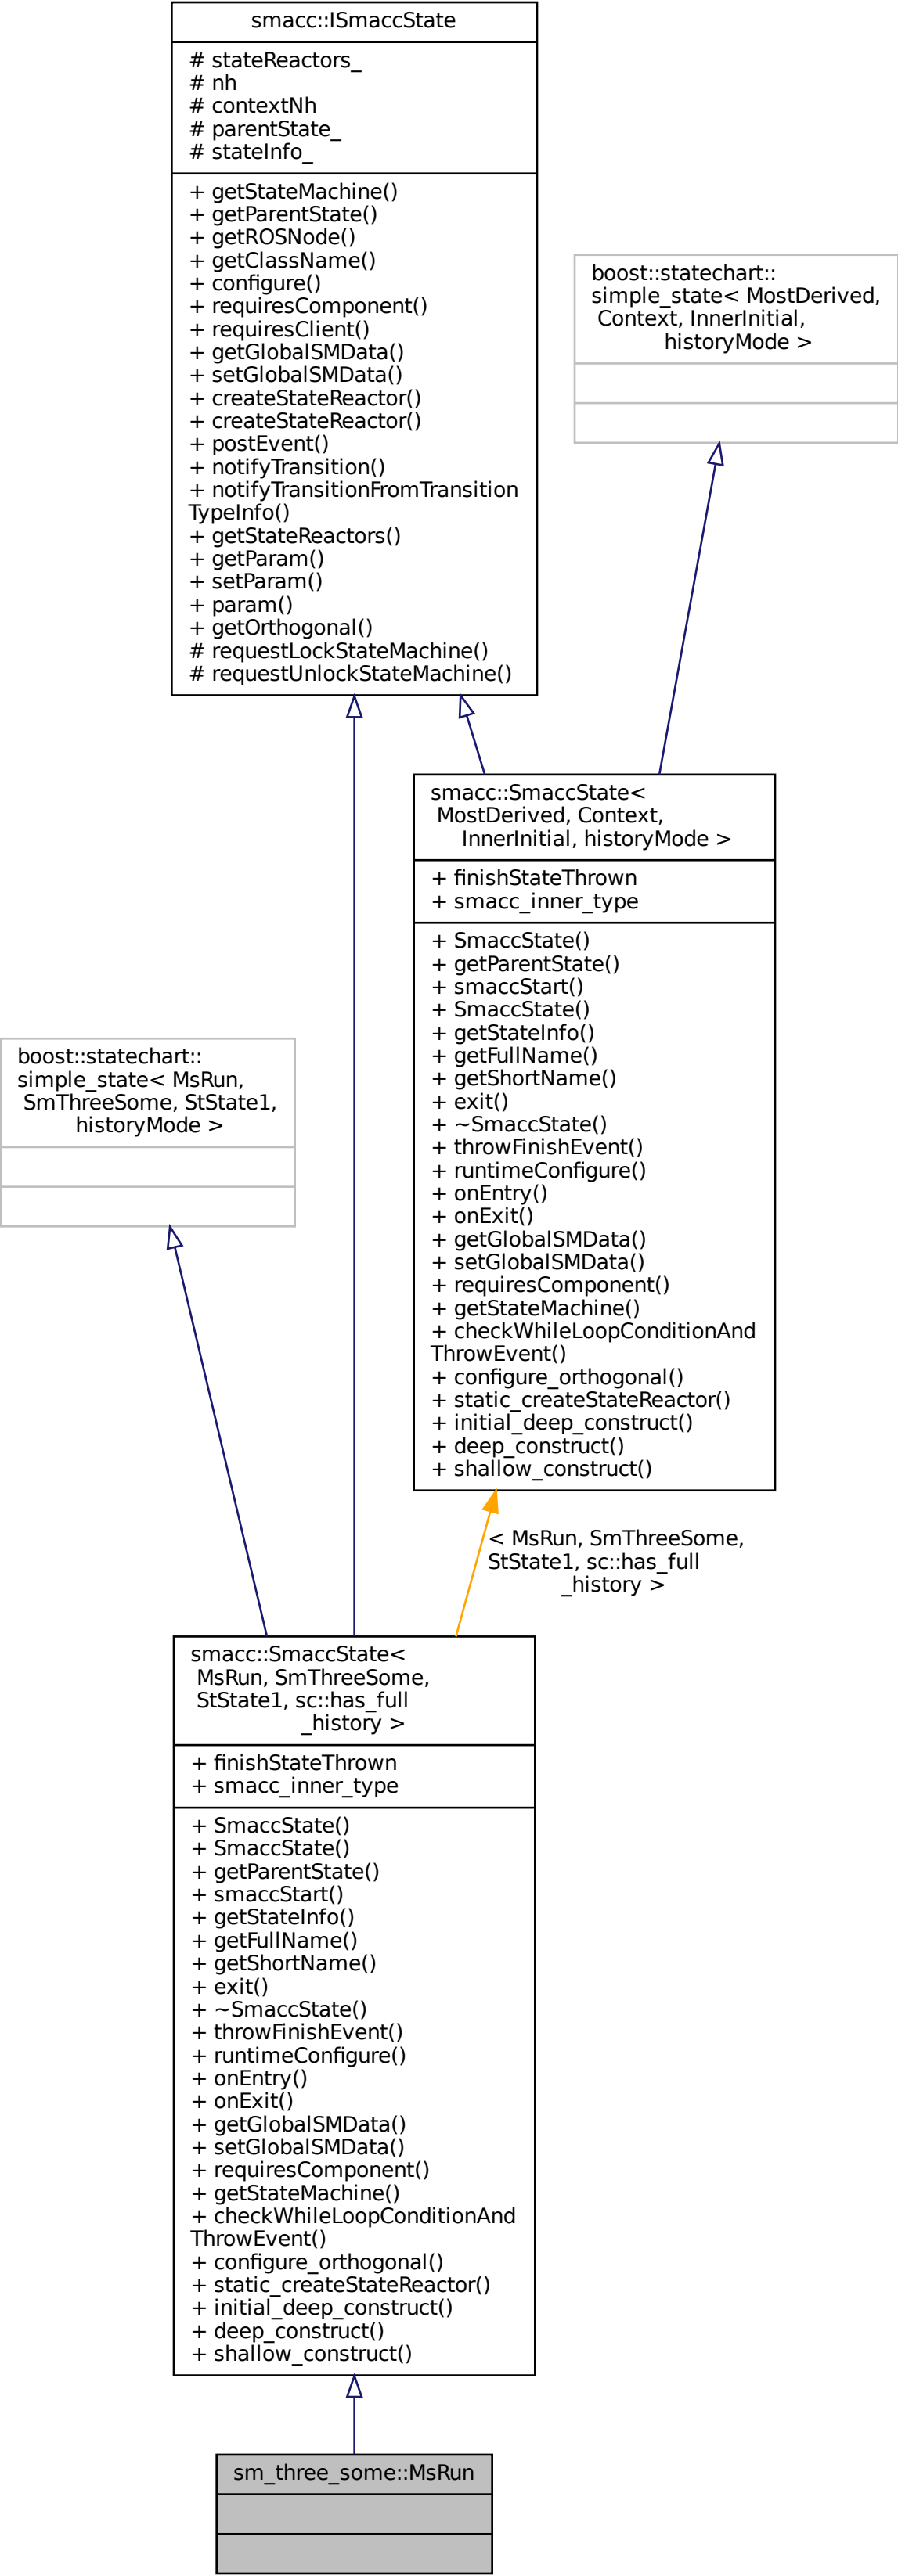 smacc::ISmaccState
# stateReactors_
# nh
# contextNh
# parentState_
# stateInfo_
+ getStateMachine()
+ getParentState()
+ getROSNode()
+ getClassName()
+ configure()
+ requiresComponent()
+ requiresClient()
+ getGlobalSMData()
+ setGlobalSMData()
+ createStateReactor()
+ createStateReactor()
+ postEvent()
+ notifyTransition()
+ notifyTransitionFromTransition
TypeInfo()
+ getStateReactors()
+ getParam()
+ setParam()
+ param()
+ getOrthogonal()
# requestLockStateMachine()
# requestUnlockStateMachine()
boost::statechart::
simple_state< MostDerived,
Context, InnerInitial,
historyMode >
smacc::SmaccState<
MostDerived, Context,
InnerInitial, historyMode >
+ finishStateThrown
+ smacc_inner_type
+ SmaccState()
+ getParentState()
+ smaccStart()
+ SmaccState()
+ getStateInfo()
+ getFullName()
+ getShortName()
+ exit()
+ ~SmaccState()
+ throwFinishEvent()
+ runtimeConfigure()
+ onEntry()
+ onExit()
+ getGlobalSMData()
+ setGlobalSMData()
+ requiresComponent()
+ getStateMachine()
+ checkWhileLoopConditionAnd
ThrowEvent()
+ configure_orthogonal()
+ static_createStateReactor()
+ initial_deep_construct()
+ deep_construct()
+ shallow_construct()
boost::statechart::
simple_state< MsRun,
SmThreeSome, StState1,
historyMode >
< MsRun, SmThreeSome,
StState1, sc::has_full
_history >
smacc::SmaccState<
MsRun, SmThreeSome,
StState1, sc::has_full
_history >
+ finishStateThrown
+ smacc_inner_type
+ SmaccState()
+ SmaccState()
+ getParentState()
+ smaccStart()
+ getStateInfo()
+ getFullName()
+ getShortName()
+ exit()
+ ~SmaccState()
+ throwFinishEvent()
+ runtimeConfigure()
+ onEntry()
+ onExit()
+ getGlobalSMData()
+ setGlobalSMData()
+ requiresComponent()
+ getStateMachine()
+ checkWhileLoopConditionAnd
ThrowEvent()
+ configure_orthogonal()
+ static_createStateReactor()
+ initial_deep_construct()
+ deep_construct()
+ shallow_construct()
sm_three_some::MsRun